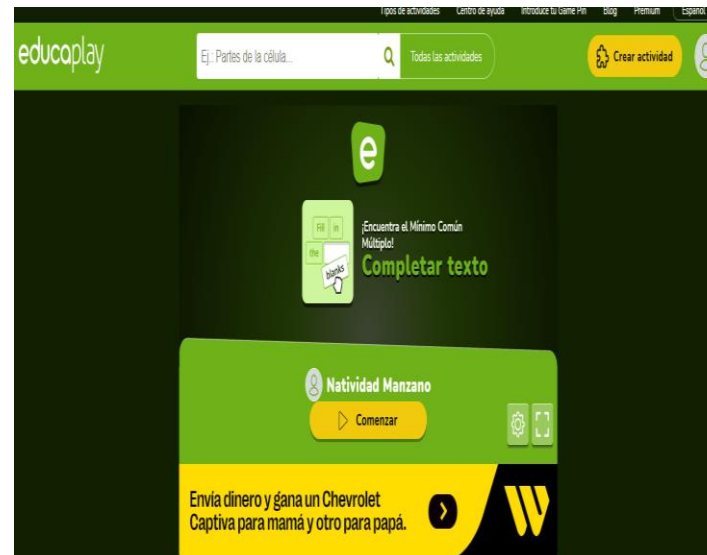 Tipos de actividades Centro de ayuda Introduce tu Game Pin Blog Premium Español
educaplay
Ej.: Partes de la célula...
Todas las actividades
Crear actividad
e
Fill in
the
blanks
¡Encuentra el Mínimo Común
Múltiplo!
Completar texto
Natividad Manzano
Comenzar
Envía dinero y gana un Chevrolet
Captiva para mamá y otro para papá.
W